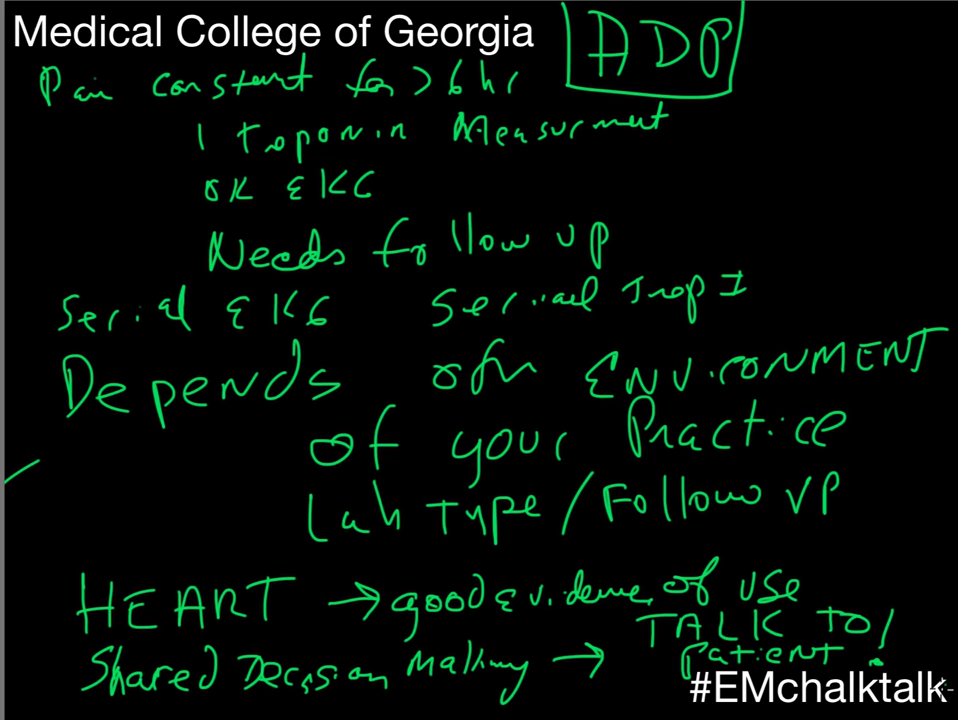 Medical College of Georgia
ADP
Pain constant for > 6 hr
1 troponin Measurment
OK EKG
Needs follow up
Serial EKG Serial Trop I
Depends on ENVIRONMENT
of your Practice
Lab Type / Follow VP
HEART → good evidence of use
Shared Decision Making → TALK TO
patient!
#EMchalktalk